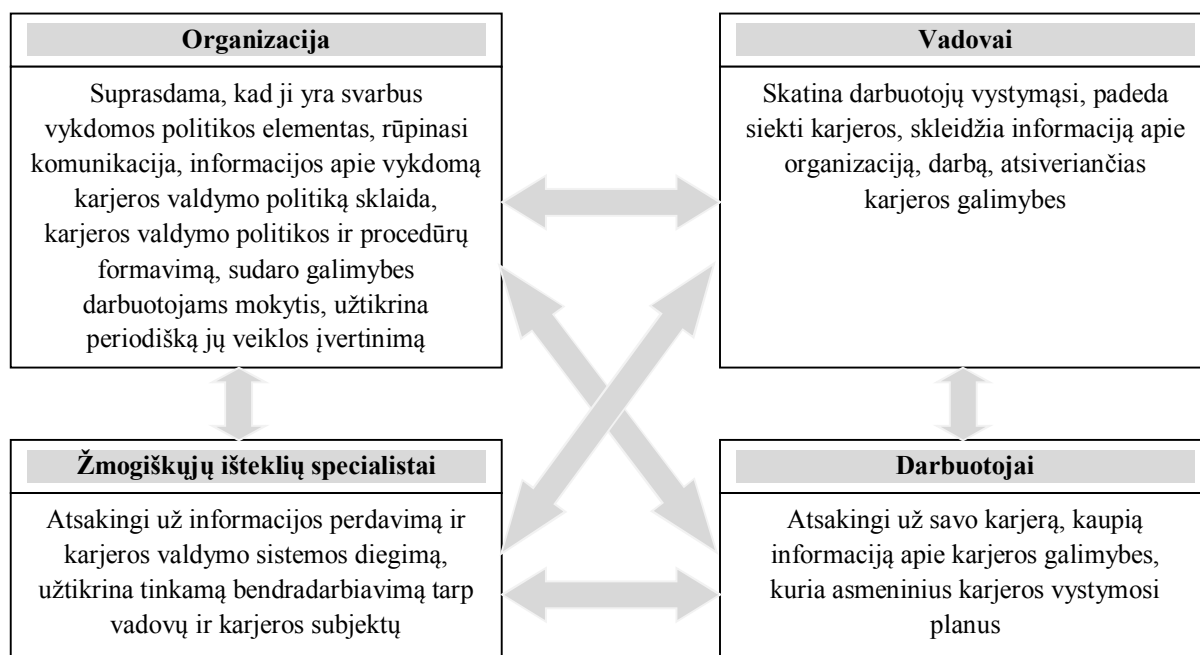 Organizacija
Suprasdama, kad ji yra svarbus
vykdomos politikos elementas, rūpinasi
komunikacija, informacijos apie vykdomą
karjeros valdymo politiką sklaida,
karjeros valdymo politikos ir procedūrų
formavimą, sudaro galimybes
darbuotojams mokytis, užtikrina
periodišką jų veiklos įvertinimą
Vadovai
Skatina darbuotojų vystymąsi, padeda
siekti karjeros, skleidžia informaciją apie
organizaciją, darbą, atsiveriančias
karjeros galimybes
Žmogiškųjų išteklių specialistai
Atsakingi už informacijos perdavimą ir
karjeros valdymo sistemos diegimą,
užtikrina tinkamą bendradarbiavimą tarp
vadovų ir karjeros subjektų
Darbuotojai
Atsakingi už savo karjerą, kaupią
informaciją apie karjeros galimybes,
kuria asmeninius karjeros vystymosi
planus